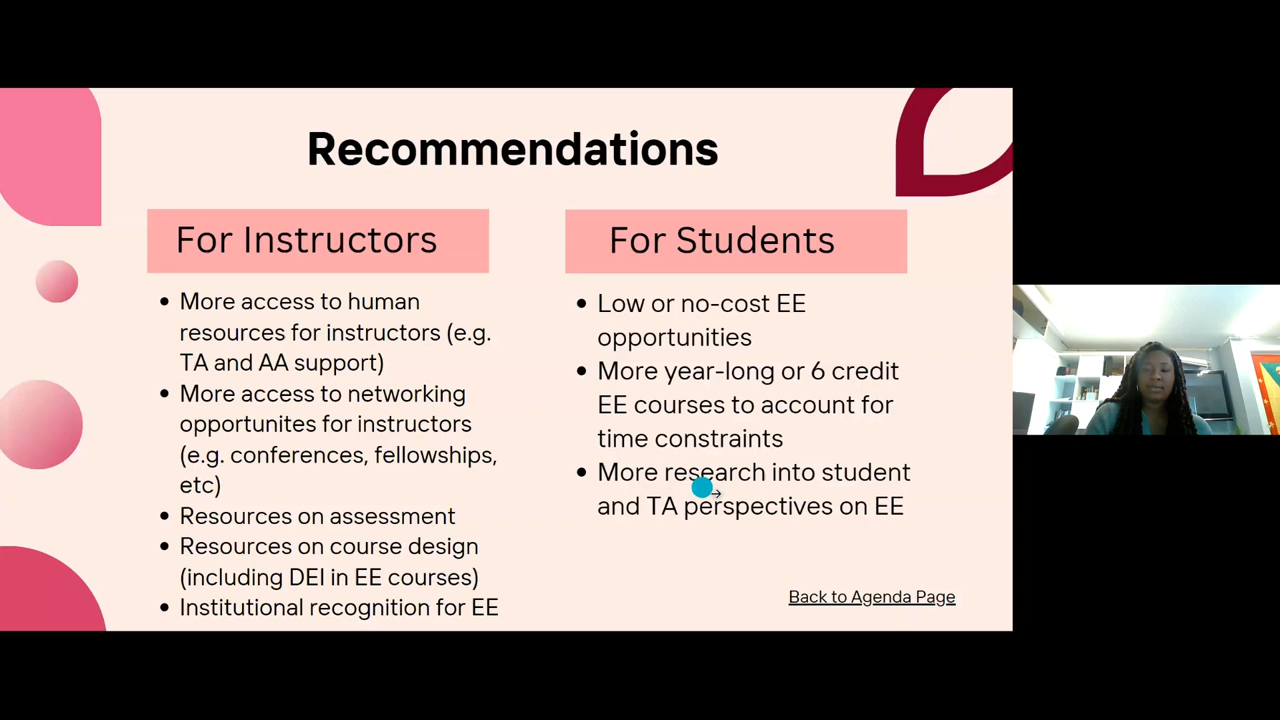 Recommendations
For Instructors
• More access to human
resources for instructors (e.g.
TA and AA support)
• More access to networking
opportunites for instructors
(e.g. conferences, fellowships,
etc)
• Resources on assessment
• Resources on course design
(including DEI in EE courses)
• Institutional recognition for EE
For Students
• Low or no-cost EE
opportunities
• More year-long or 6 credit
EE courses to account for
time constraints
• More research into student
and TA perspectives on EE
Back to Agenda Page